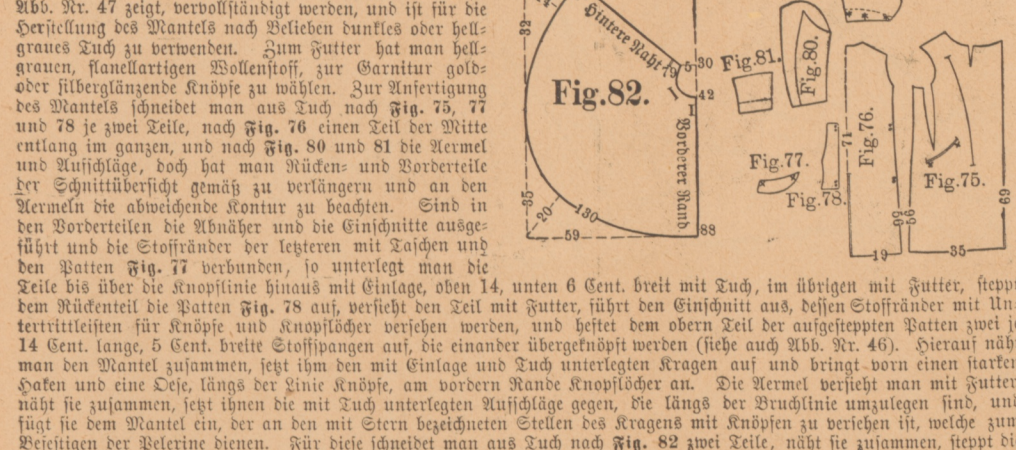 Abb. Nr. 47 zeigt, vervollständigt werden, und ist für die
Herstellung des Mantels nach Belieben dunkles oder hell-
graues Tuch zu verwenden. Zum Futter hat man hell-
grauen, flanellartigen Wollenstoff, zur Garnitur gold-
oder silberglänzende Knöpfe zu wählen. Zur Anfertigung
des Mantels schneidet man aus Tuch nach Fig. 75, 77
und 78 je zwei Teile, nach Fig. 76 einen Teil der Mitte
entlang im ganzen, und nach Fig. 80 und 81 die Aermel
und Aufschläge, doch hat man Rücken- und Vorderteile
der Schnittübersicht gemäß zu verlängern und an den
Aermeln die abweichende Kontur zu beachten. Sind in
den Vorderteilen die Abnäher und die Einschnitte ausge-
führt und die Stoffränder der letzteren mit Taschen und
den Patten Fig. 77 verbunden, so unterlegt man die
Teile bis über die Knopflinie hinaus mit Einlage, oben 14, unten 6 Cent. breit mit Tuch, im übrigen mit Futter, steppt
dem Rückenteil die Patten Fig. 78 auf, versieht den Teil mit Futter, führt den Einschnitt aus, dessen Stoffränder mit Un-
tertrittleisten für Knöpfe und Knopflöcher versehen werden, und heftet dem obern Teil der aufgesteppten Patten zwei je
14 Cent. lange, 5 Cent. breite Stoffspangen auf, die einander übergeknöpft werden (siehe auch Abb. Nr. 46). Hierauf näht
man den Mantel zusammen, setzt ihm den mit Einlage und Tuch unterlegten Kragen auf und bringt vorn einen starken
Haken und eine Oese, längs der Linie Knöpfe, am vordern Rande Knopflöcher an. Die Aermel versieht man mit Futter,
näht sie zusammen, setzt ihnen die mit Tuch unterlegten Aufschläge gegen, die längs der Bruchlinie umzulegen sind, und
fügt sie dem Mantel ein, der an den mit Stern bezeichneten Stellen des Kragens mit Knöpfen zu versehen ist, welche zum
Befestigen der Pelerine dienen. Für diese schneidet man aus Tuch nach Fig. 82 zwei Teile, näht sie zusammen, steppt die
32
Hintere Naht
19
5
30
42
Fig.82.
I
Vorderer Rand
35
20
130
59
88
Fig.81.
Fig.80.
Fig.77.
Fig.78.
71
Fig.76.
19
66
56
Fig.75.
35
69